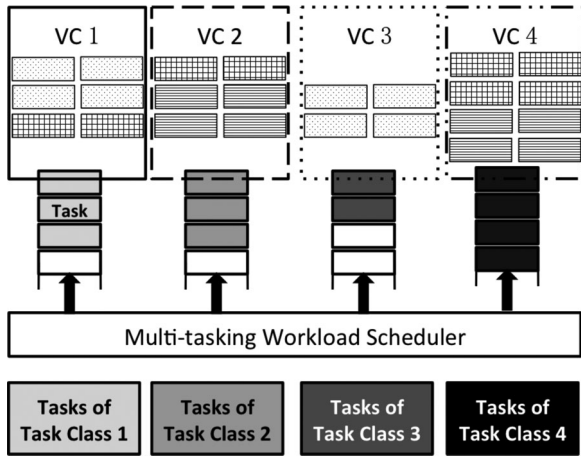 VC 1
VC 2
VC 3
VC 4
Task
Multi-tasking Workload Scheduler
Tasks of
Task Class 1
Tasks of
Task Class 2
Tasks of
Task Class 3
Tasks of
Task Class 4